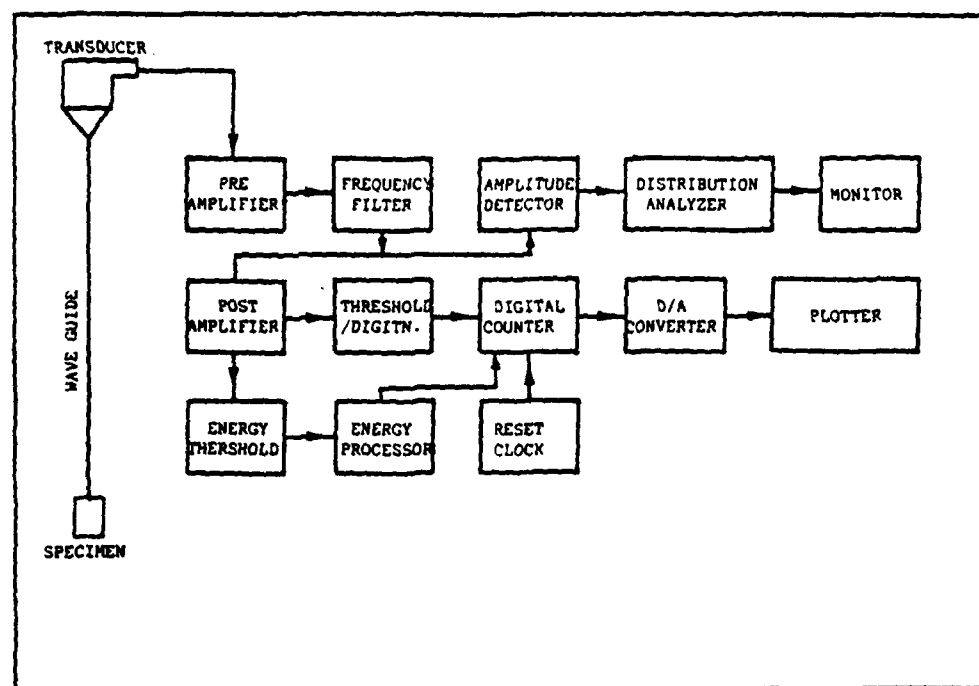 TRANSDUCER
PRE
AMPLIFIER
FREQUENCY
FILTER
AMPLITUDE
DETECTOR
DISTRIBUTION
ANALYZER
MONITOR
WAVE GUIDE
POST
AMPLIFIER
THRESHOLD
/DIGITN.
DIGITAL
COUNTER
D/A
CONVERTER
PLOTTER
ENERGY
THERSHOLD
ENERGY
PROCESSOR
RESET
CLOCK
SPECIMEN